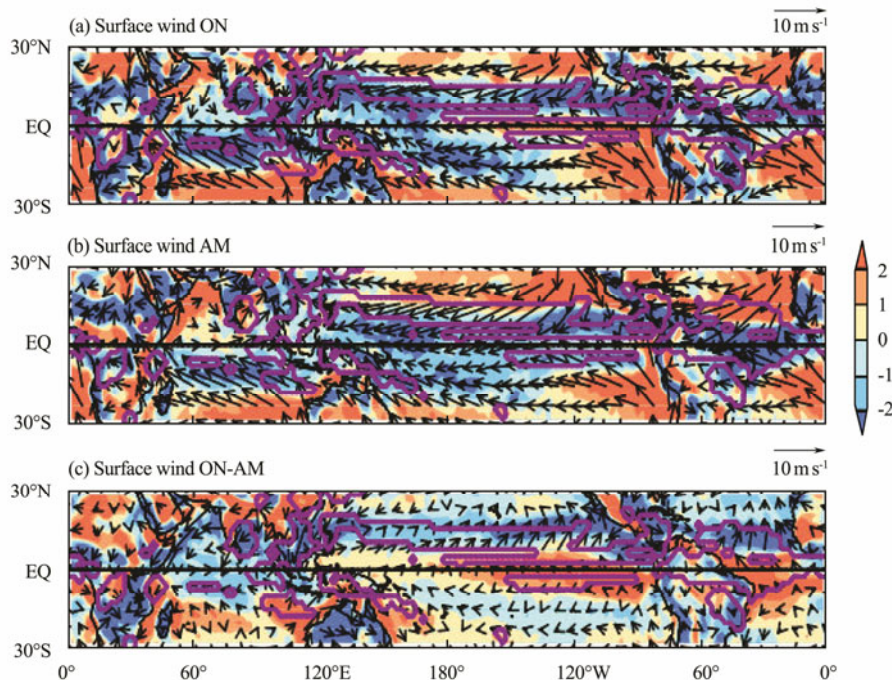 (a) Surface wind ON
10 m s⁻¹
30°N
EQ
30°S
(b) Surface wind AM
10 m s⁻¹
30°N
EQ
30°S
2
1
0
-1
-2
(c) Surface wind ON-AM
10 m s⁻¹
30°N
EQ
30°S
0° 60° 120°E 180° 120°W 60° 0°